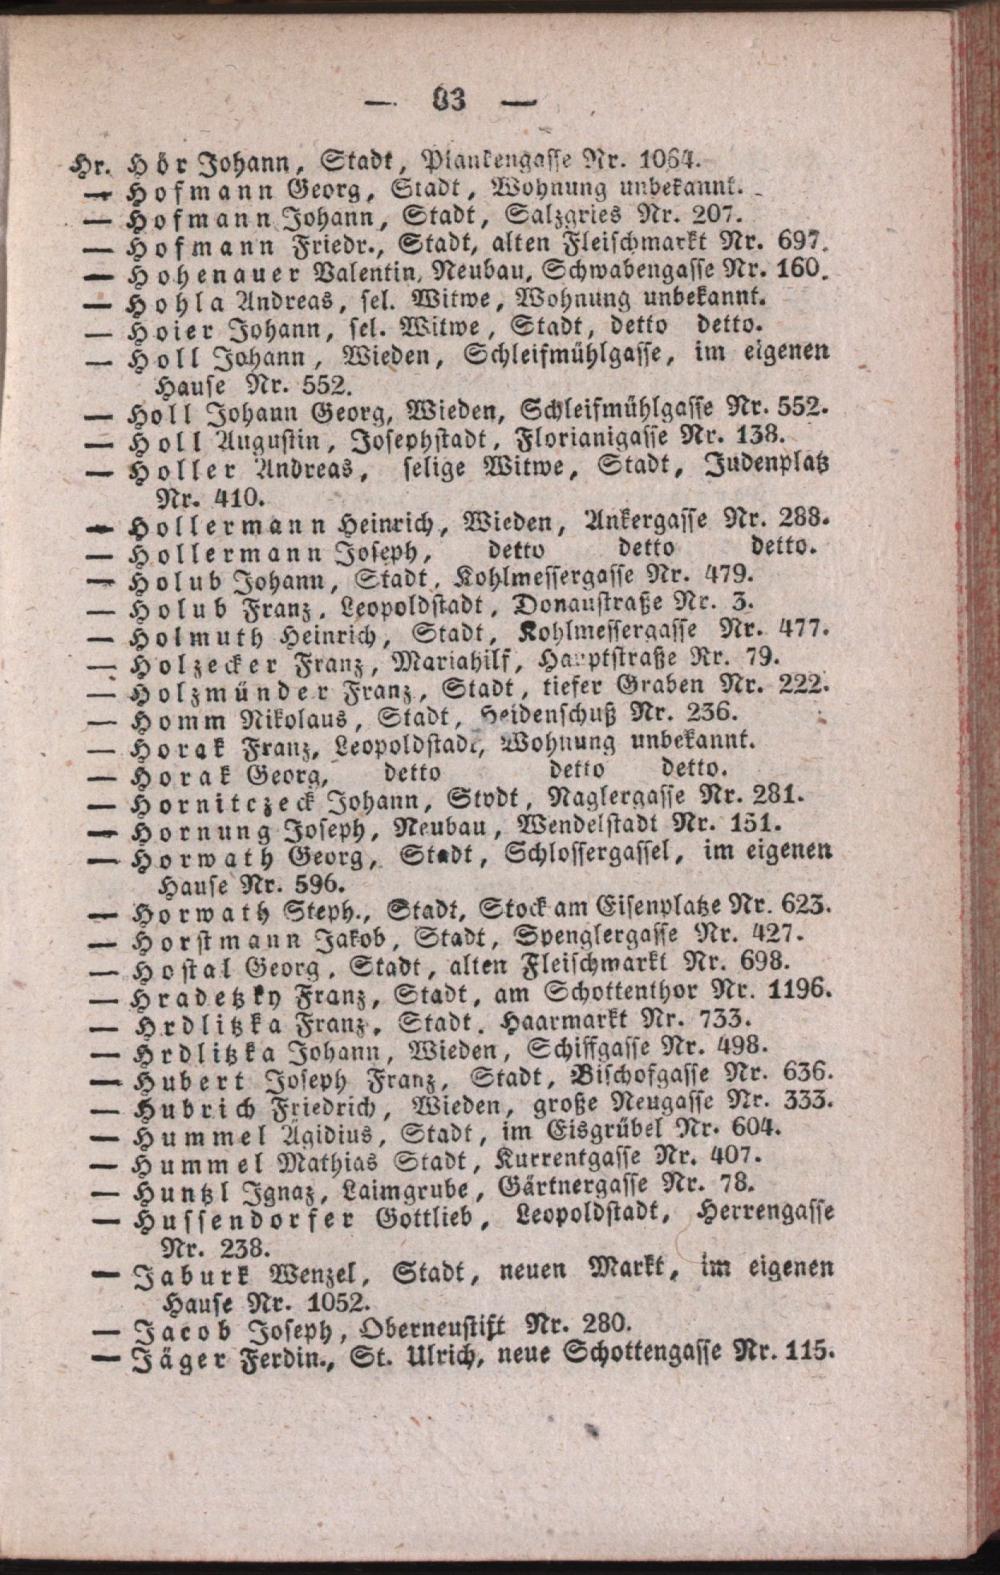 — 83 —
Hr. Hör Johann, Stadt, Plankengasse Nr. 1064.
— Hofmann Georg, Stadt, Wohnung unbekannt.
— Hofmann Johann, Stadt, Salzgries Nr. 207.
— Hofmann Friedr., Stadt, alten Fleischmarkt Nr. 697.
— Hohenauer Valentin, Neubau, Schwabengasse Nr. 160.
— Hohla Andreas, sel. Witwe, Wohnung unbekannt.
— Hoier Johann, sel. Witwe, Stadt, detto detto.
— Holl Johann, Wieden, Schleifmühlgasse, im eigenen
Hause Nr. 552.
— Holl Johann Georg, Wieden, Schleifmühlgasse Nr. 552.
— Holl Augustin, Josephstadt, Florianigasse Nr. 138.
— Holler Andreas, selige Witwe, Stadt, Judenplatz
Nr. 410.
— Hollermann Heinrich, Wieden, Ankergasse Nr. 288.
— Hollermann Joseph, detto detto detto.
— Holub Johann, Stadt, Kohlmessergasse Nr. 479.
— Holub Franz, Leopoldstadt, Donaustraße Nr. 3.
— Holmuth Heinrich, Stadt, Kohlmessergasse Nr. 477.
— Holzecker Franz, Mariahilf, Hauptstraße Nr. 79.
— Holzmünder Franz, Stadt, tiefer Graben Nr. 222.
— Homm Nikolaus, Stadt, Heidenschuß Nr. 236.
— Horak Franz, Leopoldstadt, Wohnung unbekannt.
— Horak Georg, detto detto detto.
— Hornitczeck Johann, Stodt, Naglergasse Nr. 281.
— Hornung Joseph, Neubau, Wendelstadt Nr. 151.
— Horwath Georg, Stadt, Schlossergassel, im eigenen
Hause Nr. 596.
— Horwath Steph., Stadt, Stock am Eisenplatze Nr. 623.
— Horstmann Jakob, Stadt, Spenglergasse Nr. 427.
— Hostal Georg, Stadt, alten Fleischmarkt Nr. 698.
— Hradetzky Franz, Stadt, am Schottenthor Nr. 1196.
— Hrdlitzka Franz, Stadt, Haarmarkt Nr. 733.
— Hrdlitzka Johann, Wieden, Schiffgasse Nr. 498.
— Hubert Joseph Franz, Stadt, Bischofgasse Nr. 636.
— Hubrich Friedrich, Wieden, große Neugasse Nr. 333.
— Hummel Ägidius, Stadt, im Eisgrübel Nr. 604.
— Hummel Mathias Stadt, Kurrentgasse Nr. 407.
— Huntzl Ignaz, Laimgrube, Gärtnergasse Nr. 78.
— Hussendorfer Gottlieb, Leopoldstadt, Herrengasse
Nr. 238.
— Jaburk Wenzel, Stadt, neuen Markt, im eigenen
Hause Nr. 1052.
— Jacob Joseph, Oberneustift Nr. 280.
— Jäger Ferdin., St. Ulrich, neue Schottengasse Nr. 115.